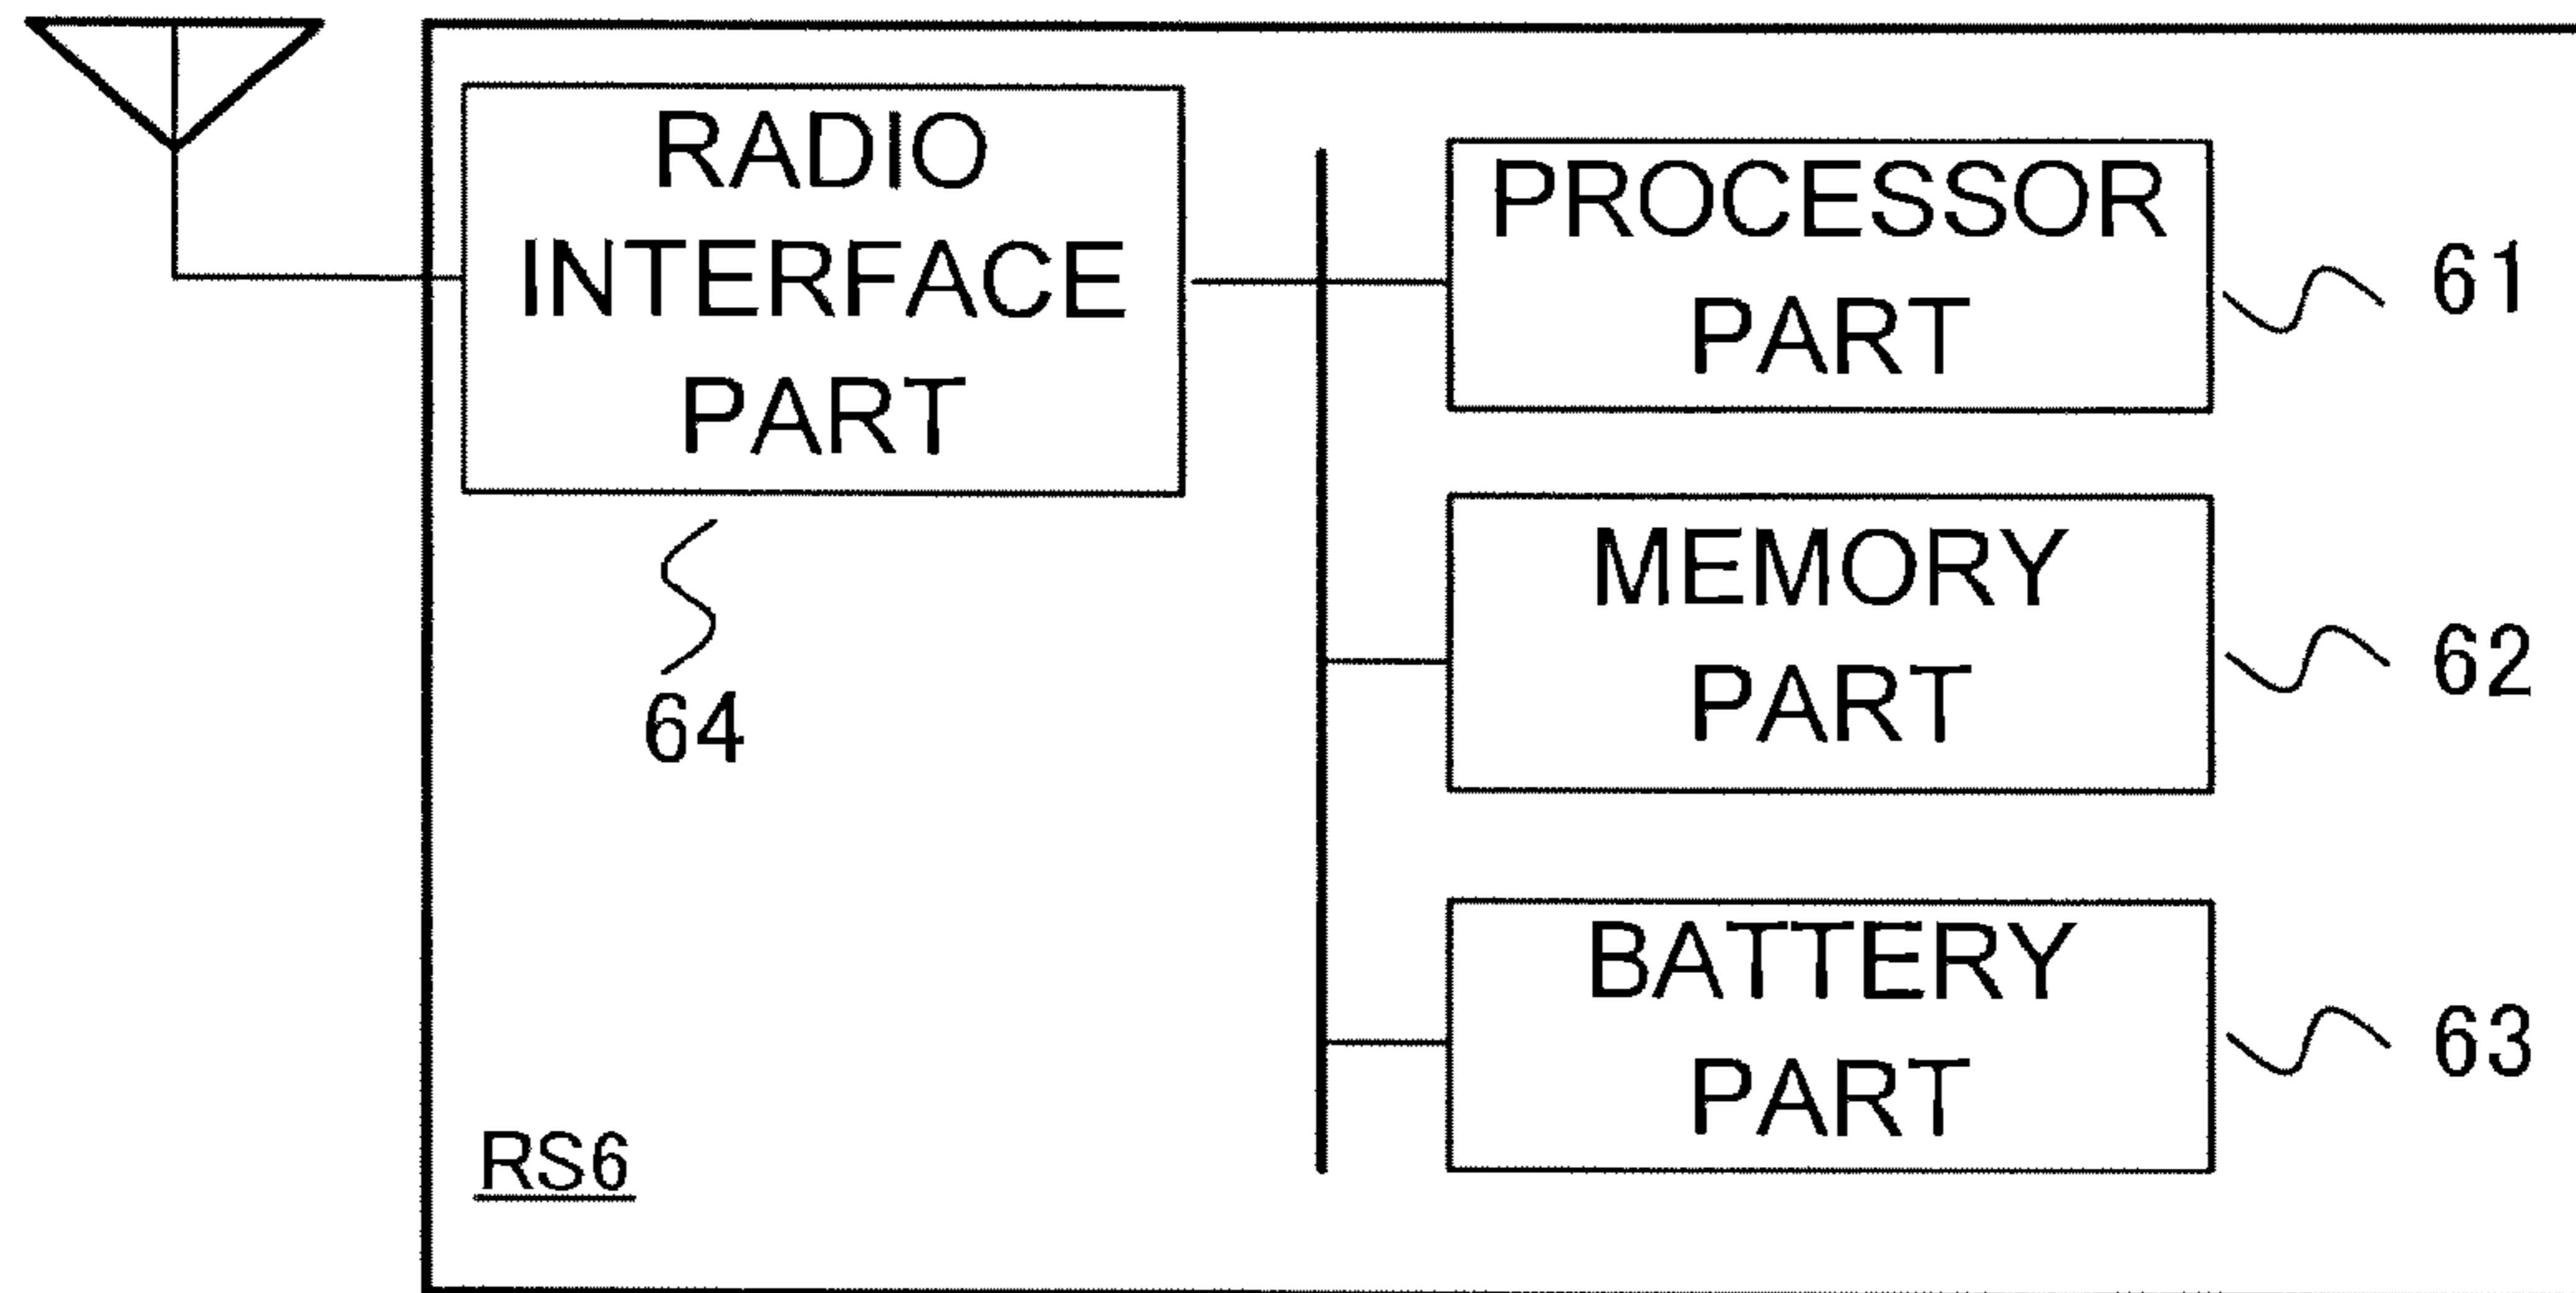 RADIO
INTERFACE
PART
64
PROCESSOR
PART
61
MEMORY
PART
62
BATTERY
PART
63
RS6